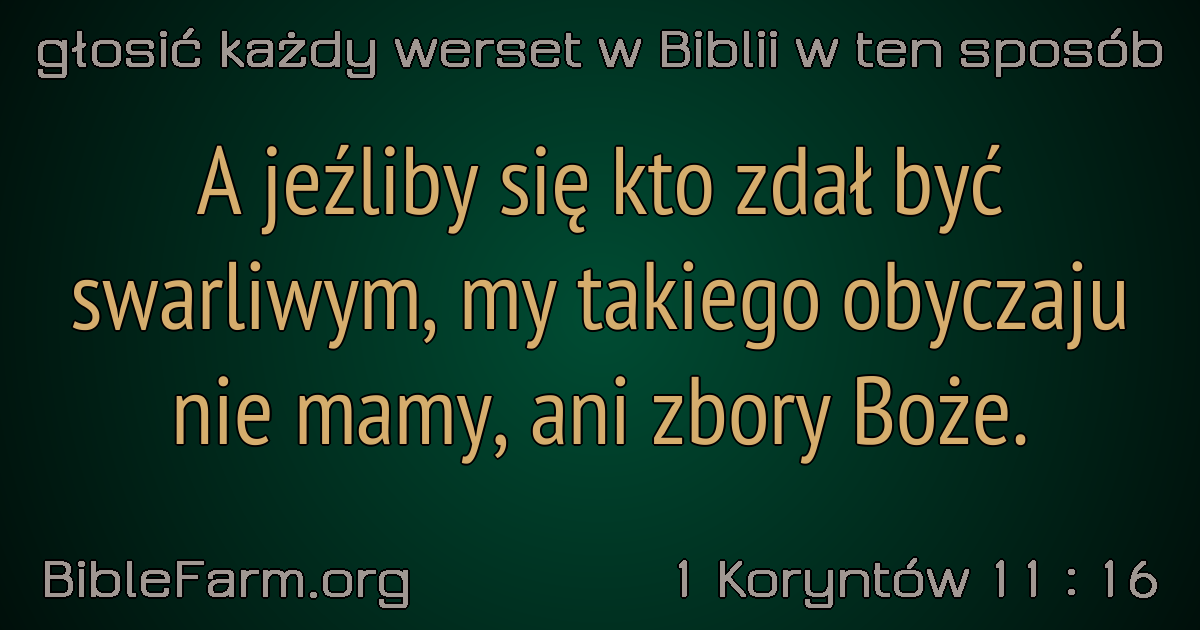 głosić każdy werset w Biblii w ten sposób
A jeźliby się kto zdał być
swarliwym, my takiego obyczaju
nie mamy, ani zbory Boże.
BibleFarm.org
1 Koryntów 11 : 16